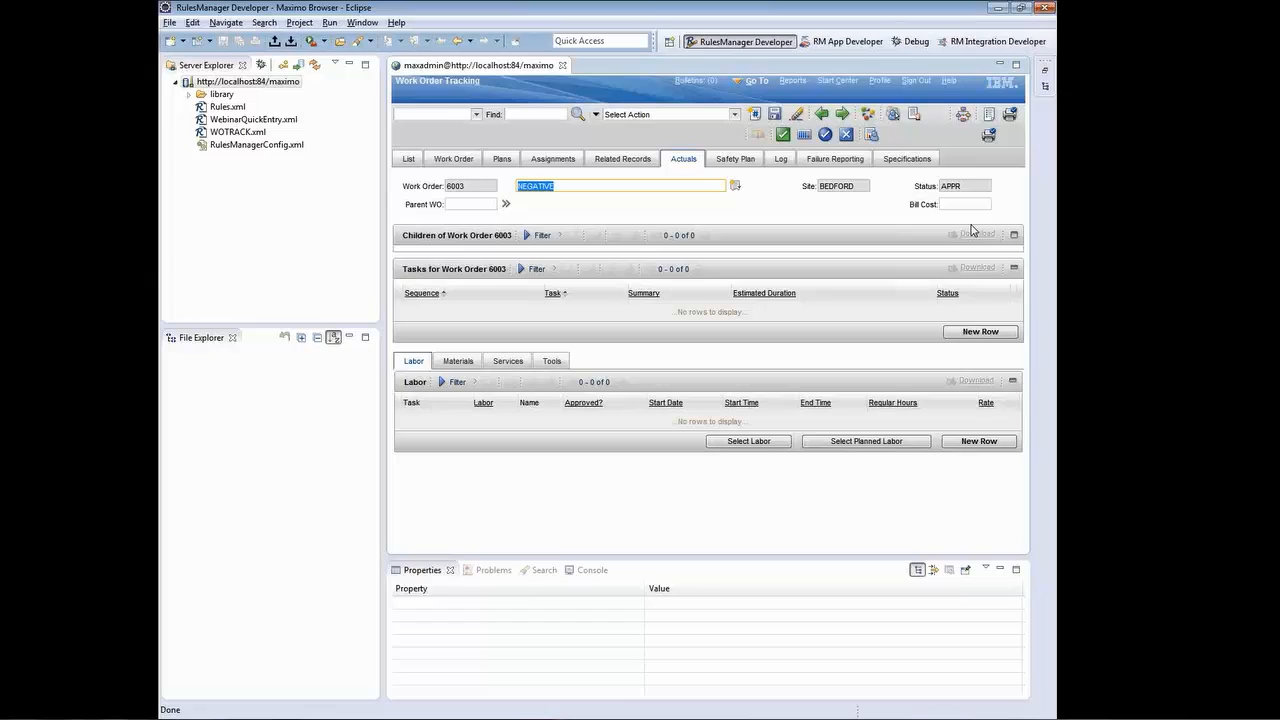 RulesManager Developer - Maximo Browser - Eclipse
File Edit Navigate Search Project Run Window Help
Quick Access
RulesManager Developer RM App Developer Debug RM Integration Developer
Server Explorer
maxadmin@http://localhost:84/maximo
http://localhost:84/maximo
library
Rules.xml
WebinarQuickEntry.xml
WOTRACK.xml
RulesManagerConfig.xml
File Explorer
Work Order Tracking
Bulletins: (0) Go To Reports Start Center Profile Sign Out Help
IBM.
Find: Select Action
List Work Order Plans Assignments Related Records Actuals Safety Plan Log Failure Reporting Specifications
Work Order: 6003 NEGATIVE Site: BEDFORD Status: APPR
Parent WO: Bill Cost:
Children of Work Order 6003 Filter 0 - 0 of 0 Download
Tasks for Work Order 6003 Filter 0 - 0 of 0 Download
Sequence Task Summary Estimated Duration Status
...No rows to display...
New Row
Labor Materials Services Tools
Labor Filter 0 - 0 of 0 Download
Task Labor Name Approved? Start Date Start Time End Time Regular Hours Rate
...No rows to display...
Select Labor Select Planned Labor New Row
Properties Problems Search Console
Property Value
Done